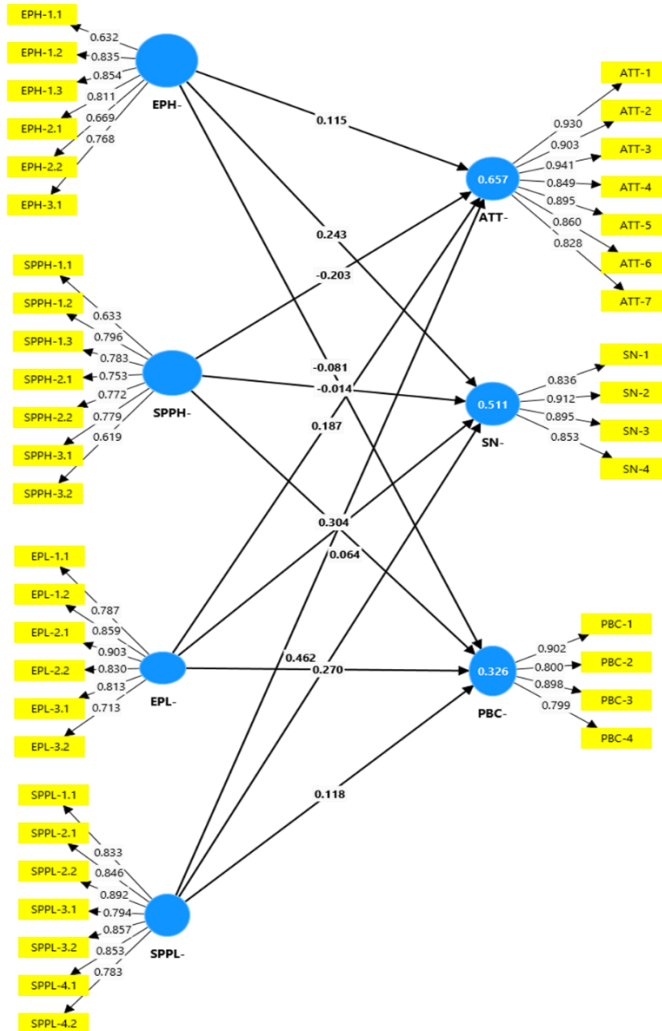 EPH-1.1
EPH-1.2
EPH-1.3
EPH-2.1
EPH-2.2
EPH-3.1
0.632
0.835
0.854
0.811
0.669
0.768
EPH-
SPPH-1.1
SPPH-1.2
SPPH-1.3
SPPH-2.1
SPPH-2.2
SPPH-3.1
SPPH-3.2
0.633
0.796
0.783
0.753
0.772
0.779
0.619
SPPH-
EPL-1.1
EPL-1.2
EPL-2.1
EPL-2.2
EPL-3.1
EPL-3.2
0.787
0.859
0.903
0.830
0.813
0.713
EPL-
SPPL-1.1
SPPL-2.1
SPPL-2.2
SPPL-3.1
SPPL-3.2
SPPL-4.1
SPPL-4.2
0.833
0.846
0.892
0.794
0.857
0.853
0.783
SPPL-
0.115
0.243
-0.203
-0.081
-0.014
0.187
0.304
0.064
0.462
0.270
0.118
0.657
ATT-
0.930
0.903
0.941
0.849
0.895
0.860
0.828
ATT-1
ATT-2
ATT-3
ATT-4
ATT-5
ATT-6
ATT-7
0.511
SN-
0.836
0.912
0.895
0.853
SN-1
SN-2
SN-3
SN-4
0.326
PBC-
0.902
0.800
0.898
0.799
PBC-1
PBC-2
PBC-3
PBC-4